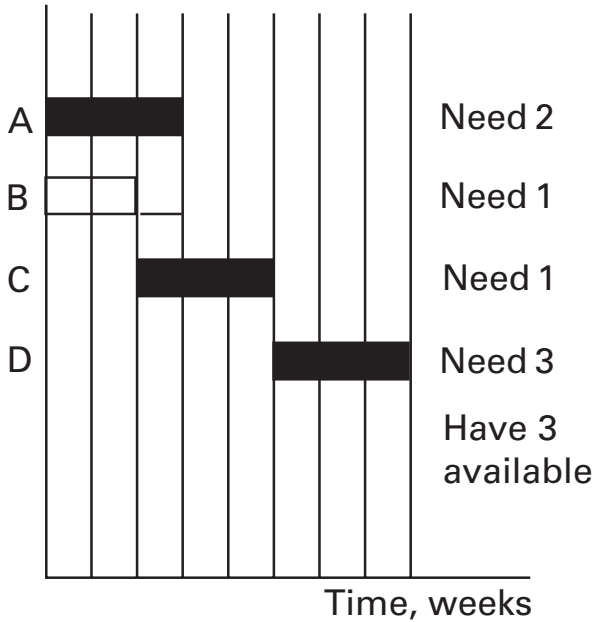 A Need 2
B Need 1
C Need 1
D Need 3
Have 3
available
Time, weeks